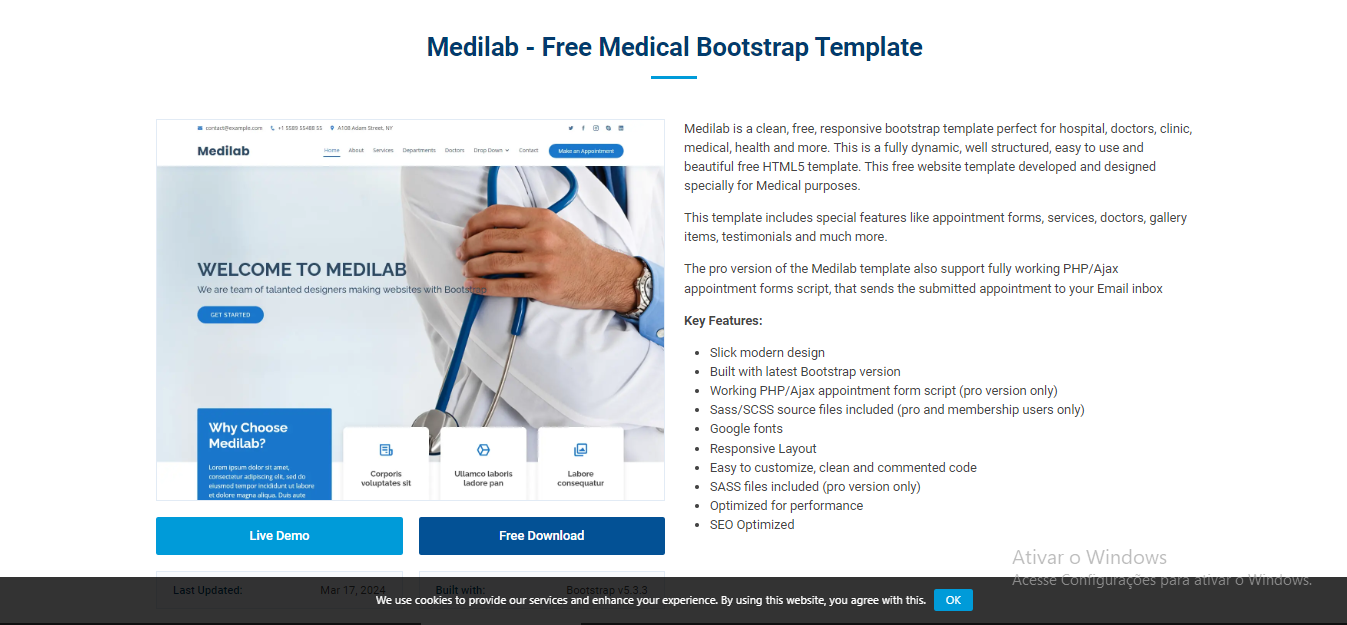 Medilab - Free Medical Bootstrap Template
contact@example.com +1 5589 55488 55 A108 Adam Street, NY
Medilab
Home About Services Departments Doctors Drop Down Contact Make an Appointment
WELCOME TO MEDILAB
We are team of talanted designers making websites with Bootstrap
GET STARTED
Why Choose
Medilab?
Lorem ipsum dolor sit amet,
consectetur adipiscing elit, sed do
eiusmod tempor incididunt ut labore
et dolore magna aliqua. Duis aute
Corporis
voluptates sit
Ullamco laboris
ladore pan
Labore
consequatur
Live Demo
Free Download
Last Updated: Mar 17, 2024
Built with: Bootstrap v5.3.3
Medilab is a clean, free, responsive bootstrap template perfect for hospital, doctors, clinic,
medical, health and more. This is a fully dynamic, well structured, easy to use and
beautiful free HTML5 template. This free website template developed and designed
specially for Medical purposes.
This template includes special features like appointment forms, services, doctors, gallery
items, testimonials and much more.
The pro version of the Medilab template also support fully working PHP/Ajax
appointment forms script, that sends the submitted appointment to your Email inbox
Key Features:
Slick modern design
Built with latest Bootstrap version
Working PHP/Ajax appointment form script (pro version only)
Sass/SCSS source files included (pro and membership users only)
Google fonts
Responsive Layout
Easy to customize, clean and commented code
SASS files included (pro version only)
Optimized for performance
SEO Optimized
Ativar o Windows
Acesse Configurações para ativar o Windows.
We use cookies to provide our services and enhance your experience. By using this website, you agree with this. OK